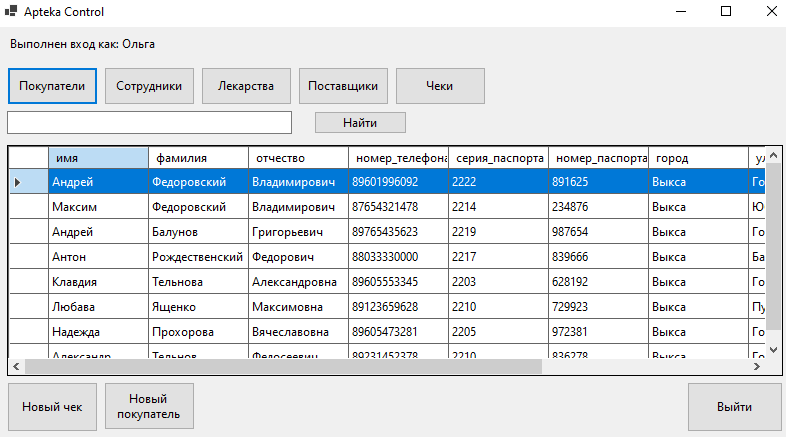 Apteka Control
Выполнен вход как: Ольга
Покупатели Сотрудники Лекарства Поставщики Чеки
Найти
имя фамилия отчество номер_телефона серия_паспорта номер_паспорта город ул
Андрей Федоровский Владимирович 89601996092 2222 891625 Выкса Го
Максим Федоровский Владимирович 87654321478 2214 234876 Выкса Ю
Андрей Балунов Григорьевич 89765435623 2219 987654 Выкса Го
Антон Рождественский Федорович 88033330000 2217 839666 Выкса Ба
Клавдия Тельнова Александровна 89605553345 2203 628192 Выкса Го
Любава Ященко Максимовна 89123659628 2210 729923 Выкса Пу
Надежда Прохорова Вячеславовна 89605473281 2205 972381 Выкса Го
Александр Тельнов Федосеевич 89231452378 2210 836278 Выкса Го
Новый чек
Новый
покупатель
Выйти